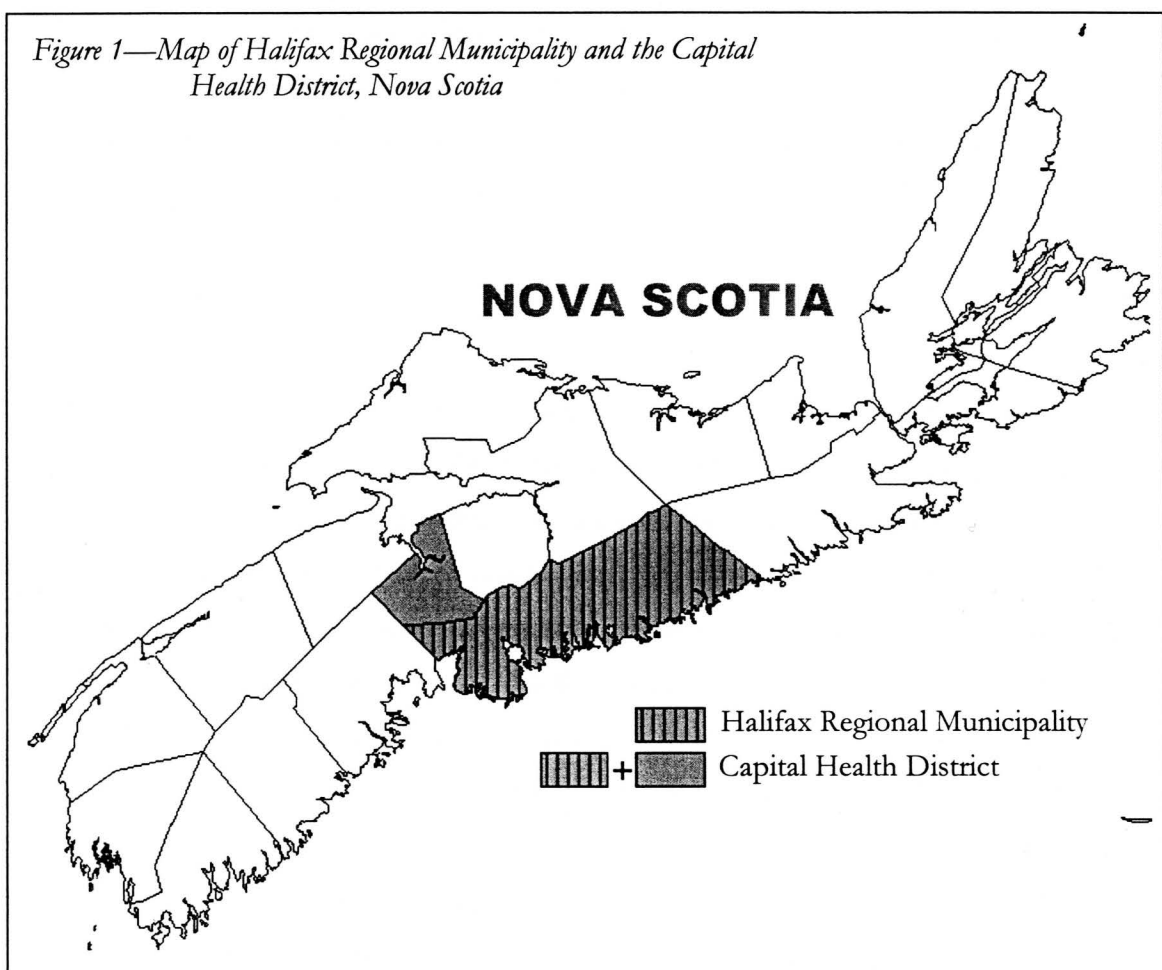 Figure 1—Map of Halifax Regional Municipality and the Capital
Health District, Nova Scotia
NOVA SCOTIA
Halifax Regional Municipality
+ Capital Health District